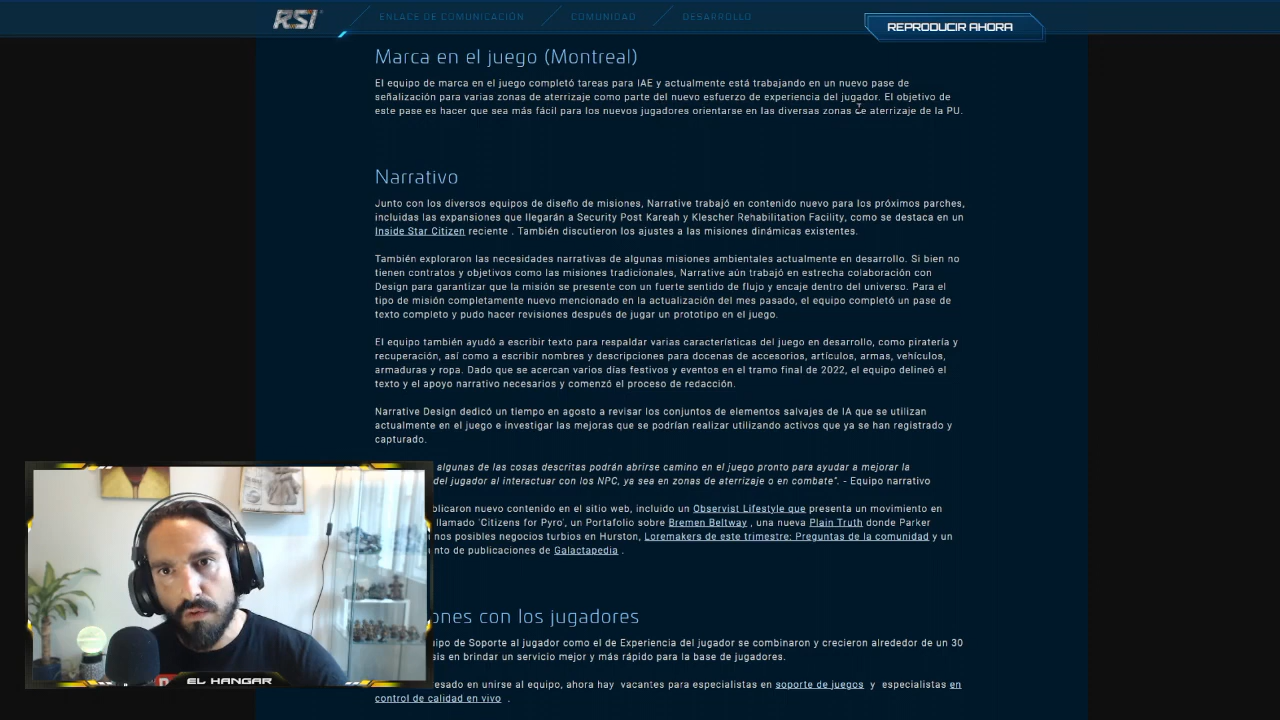 RSI
ENLACE DE COMUNICACIÓN
COMUNIDAD
DESARROLLO
REPRODUCIR AHORA
Marca en el juego (Montreal)
El equipo de marca en el juego completó tareas para IAE y actualmente está trabajando en un nuevo pase de
señalización para varias zonas de aterrizaje como parte del nuevo esfuerzo de experiencia del jugador. El objetivo de
este pase es hacer que sea más fácil para los nuevos jugadores orientarse en las diversas zonas de aterrizaje de la PU.
Narrativo
Junto con los diversos equipos de diseño de misiones, Narrative trabajó en contenido nuevo para los próximos parches,
incluidas las expansiones que llegarán a Security Post Kareah y Klescher Rehabilitation Facility, como se destaca en un
Inside Star Citizen reciente . También discutieron los ajustes a las misiones dinámicas existentes.
También exploraron las necesidades narrativas de algunas misiones ambientales actualmente en desarrollo. Si bien no
tienen contratos y objetivos como las misiones tradicionales, Narrative aún trabajó en estrecha colaboración con
Design para garantizar que la misión se presente con un fuerte sentido de flujo y encaje dentro del universo. Para el
tipo de misión completamente nuevo mencionado en la actualización del mes pasado, el equipo completó un pase de
texto completo y pudo hacer revisiones después de jugar un prototipo en el juego.
El equipo también ayudó a escribir texto para respaldar varias características del juego en desarrollo, como piratería y
recuperación, así como a escribir nombres y descripciones para docenas de accesorios, artículos, armas, vehículos,
armaduras y ropa. Dado que se acercan varios días festivos y eventos en el tramo final de 2022, el equipo delineó el
texto y el apoyo narrativo necesarios y comenzó el proceso de redacción.
Narrative Design dedicó un tiempo en agosto a revisar los conjuntos de elementos salvajes de IA que se utilizan
actualmente en el juego e investigar las mejoras que se podrían realizar utilizando activos que ya se han registrado y
capturado.
algunas de las cosas descritas podrán abrirse camino en el juego pronto para ayudar a mejorar la
del jugador al interactuar con los NPC, ya sea en zonas de aterrizaje o en combate". - Equipo narrativo
blicaron nuevo contenido en el sitio web, incluido un Observist Lifestyle que presenta un movimiento en
llamado 'Citizens for Pyro', un Portafolio sobre Bremen Beltway , una nueva Plain Truth donde Parker
nos posibles negocios turbios en Hurston, Loremakers de este trimestre: Preguntas de la comunidad y un
nto de publicaciones de Galactapedia .
ones con los jugadores
uipo de Soporte al jugador como el de Experiencia del jugador se combinaron y crecieron alrededor de un 30
sis en brindar un servicio mejor y más rápido para la base de jugadores.
esado en unirse al equipo, ahora hay vacantes para especialistas en soporte de juegos y especialistas en
control de calidad en vivo .
EL HANGAR